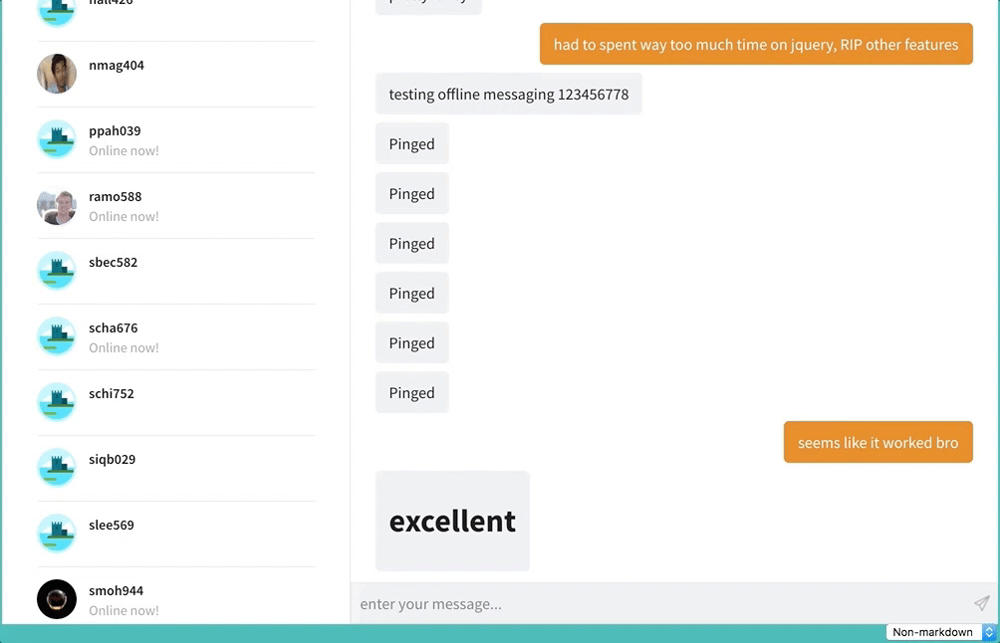 nmag404
ppah039
Online now!
ramo588
Online now!
sbec582
scha676
Online now!
schi752
siqb029
slee569
smoh944
Online now!
had to spent way too much time on jquery, RIP other features
testing offline messaging 123456778
Pinged
Pinged
Pinged
Pinged
Pinged
Pinged
seems like it worked bro
excellent
enter your message...
Non-markdown